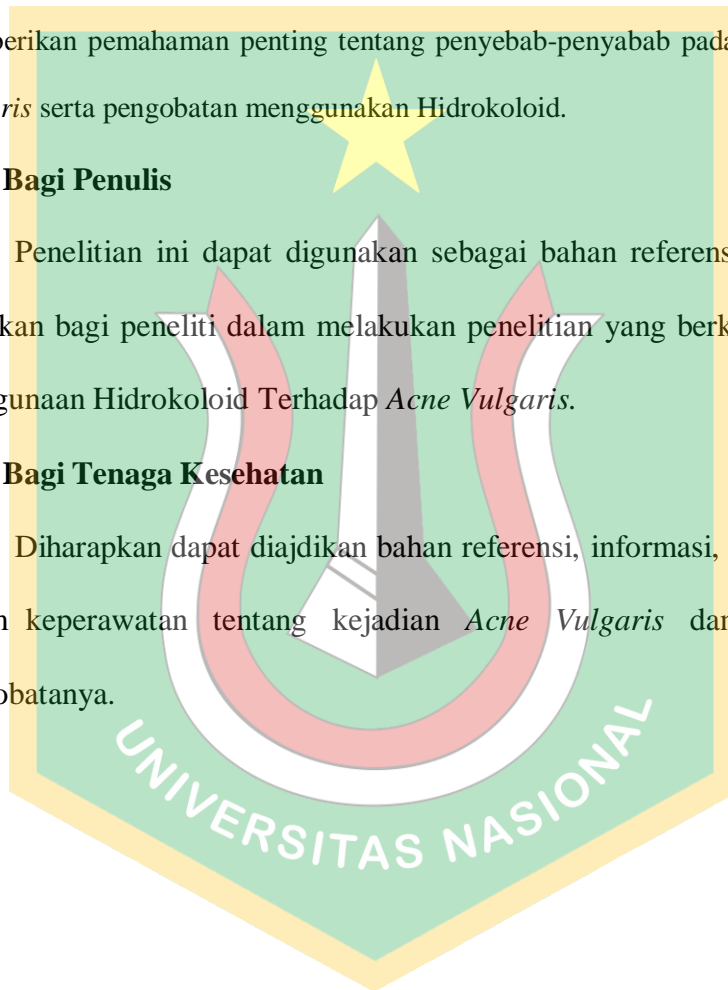 berikan pemahaman penting tentang penyebab-penyabab pada
ris serta pengobatan menggunakan Hidrokoloid.
Bagi Penulis
Penelitian ini dapat digunakan sebagai bahan referens
kan bagi peneliti dalam melakukan penelitian yang berk
gunaan Hidrokoloid Terhadap Acne Vulgaris.
Bagi Tenaga Kesehatan
Diharapkan dapat diajdikan bahan referensi, informasi,
keperawatan tentang kejadian Acne Vulgaris dan
obatanya.
UNIVERSITAS NASIONAL